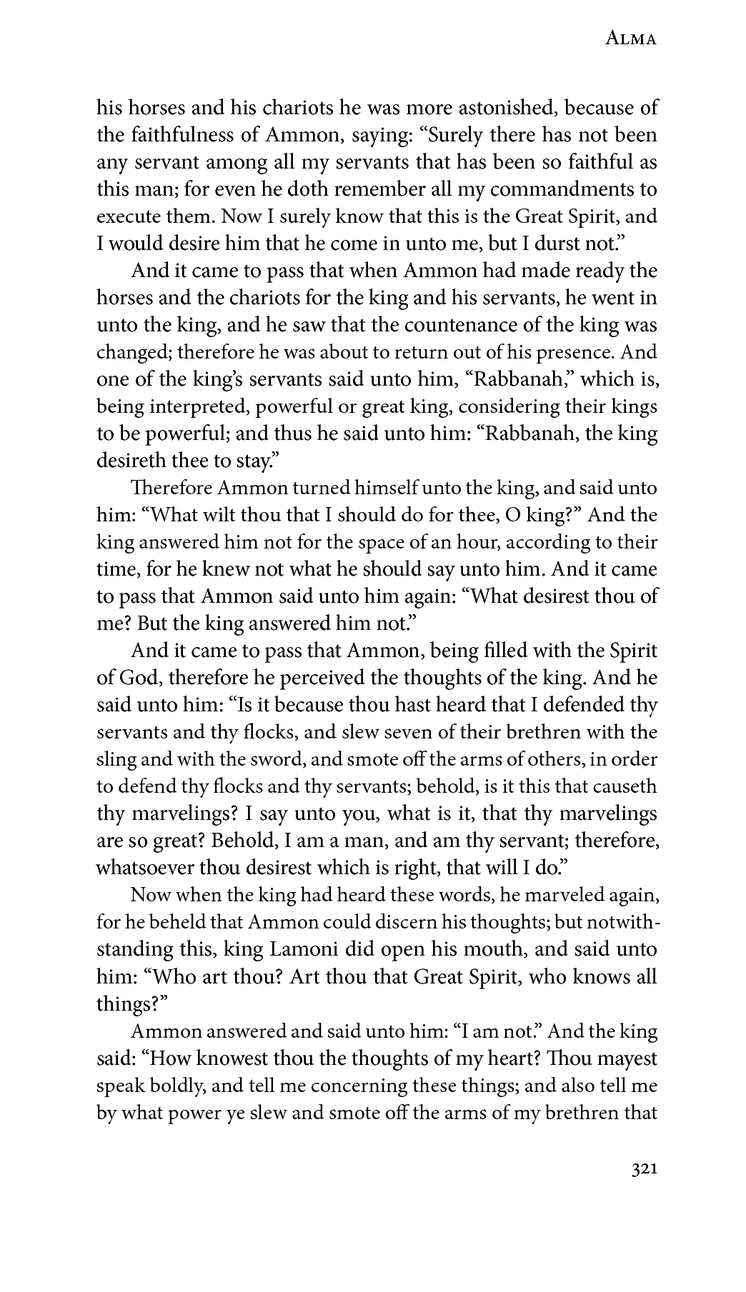 Alma
his horses and his chariots he was more astonished, because of
the faithfulness of Ammon, saying: “Surely there has not been
any servant among all my servants that has been so faithful as
this man; for even he doth remember all my commandments to
execute them. Now I surely know that this is the Great Spirit, and
I would desire him that he come in unto me, but I durst not.”
And it came to pass that when Ammon had made ready the
horses and the chariots for the king and his servants, he went in
unto the king, and he saw that the countenance of the king was
changed; therefore he was about to return out of his presence. And
one of the king’s servants said unto him, “Rabbanah,” which is,
being interpreted, powerful or great king, considering their kings
to be powerful; and thus he said unto him: “Rabbanah, the king
desireth thee to stay.”
Therefore Ammon turned himself unto the king, and said unto
him: “What wilt thou that I should do for thee, O king?” And the
king answered him not for the space of an hour, according to their
time, for he knew not what he should say unto him. And it came
to pass that Ammon said unto him again: “What desirest thou of
me? But the king answered him not.”
And it came to pass that Ammon, being filled with the Spirit
of God, therefore he perceived the thoughts of the king. And he
said unto him: “Is it because thou hast heard that I defended thy
servants and thy flocks, and slew seven of their brethren with the
sling and with the sword, and smote off the arms of others, in order
to defend thy flocks and thy servants; behold, is it this that causeth
thy marvelings? I say unto you, what is it, that thy marvelings
are so great? Behold, I am a man, and am thy servant; therefore,
whatsoever thou desirest which is right, that will I do.”
Now when the king had heard these words, he marveled again,
for he beheld that Ammon could discern his thoughts; but notwith-
standing this, king Lamoni did open his mouth, and said unto
him: “Who art thou? Art thou that Great Spirit, who knows all
things?”
Ammon answered and said unto him: “I am not.” And the king
said: “How knowest thou the thoughts of my heart? Thou mayest
speak boldly, and tell me concerning these things; and also tell me
by what power ye slew and smote off the arms of my brethren that
321